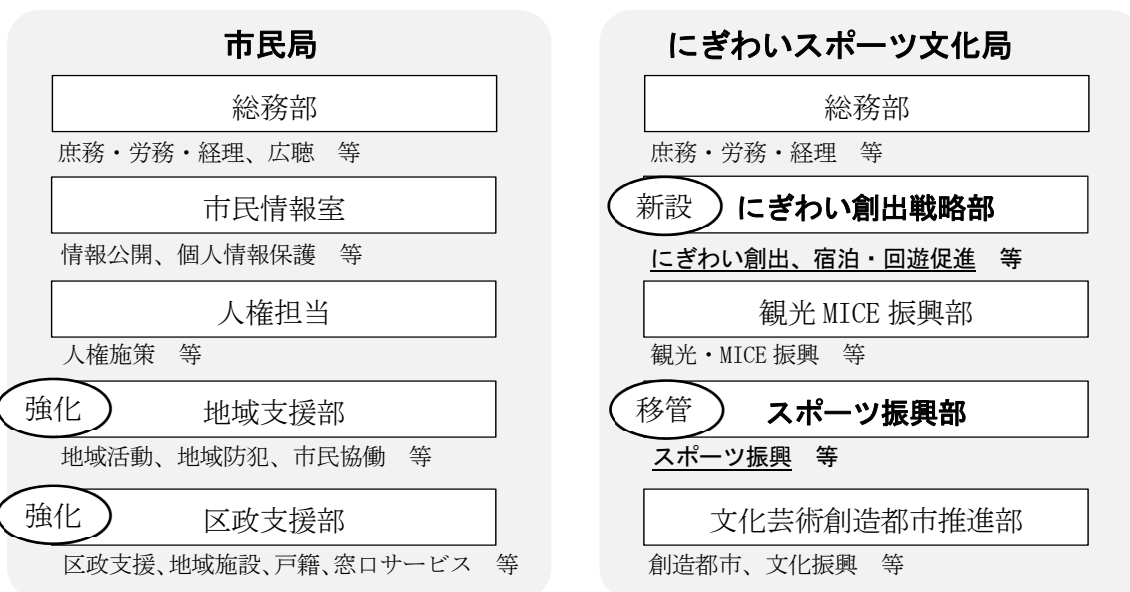 市民局
総務部
庶務・労務・経理、広聴　等
市民情報室
情報公開、個人情報保護　等
人権担当
人権施策　等
強化
地域支援部
地域活動、地域防犯、市民協働　等
強化
区政支援部
区政支援、地域施設、戸籍、窓口サービス　等
にぎわいスポーツ文化局
総務部
庶務・労務・経理　等
新設
にぎわい創出戦略部
にぎわい創出、宿泊・回遊促進　等
観光 MICE 振興部
観光・MICE 振興　等
移管
スポーツ振興部
スポーツ振興　等
文化芸術創造都市推進部
創造都市、文化振興　等